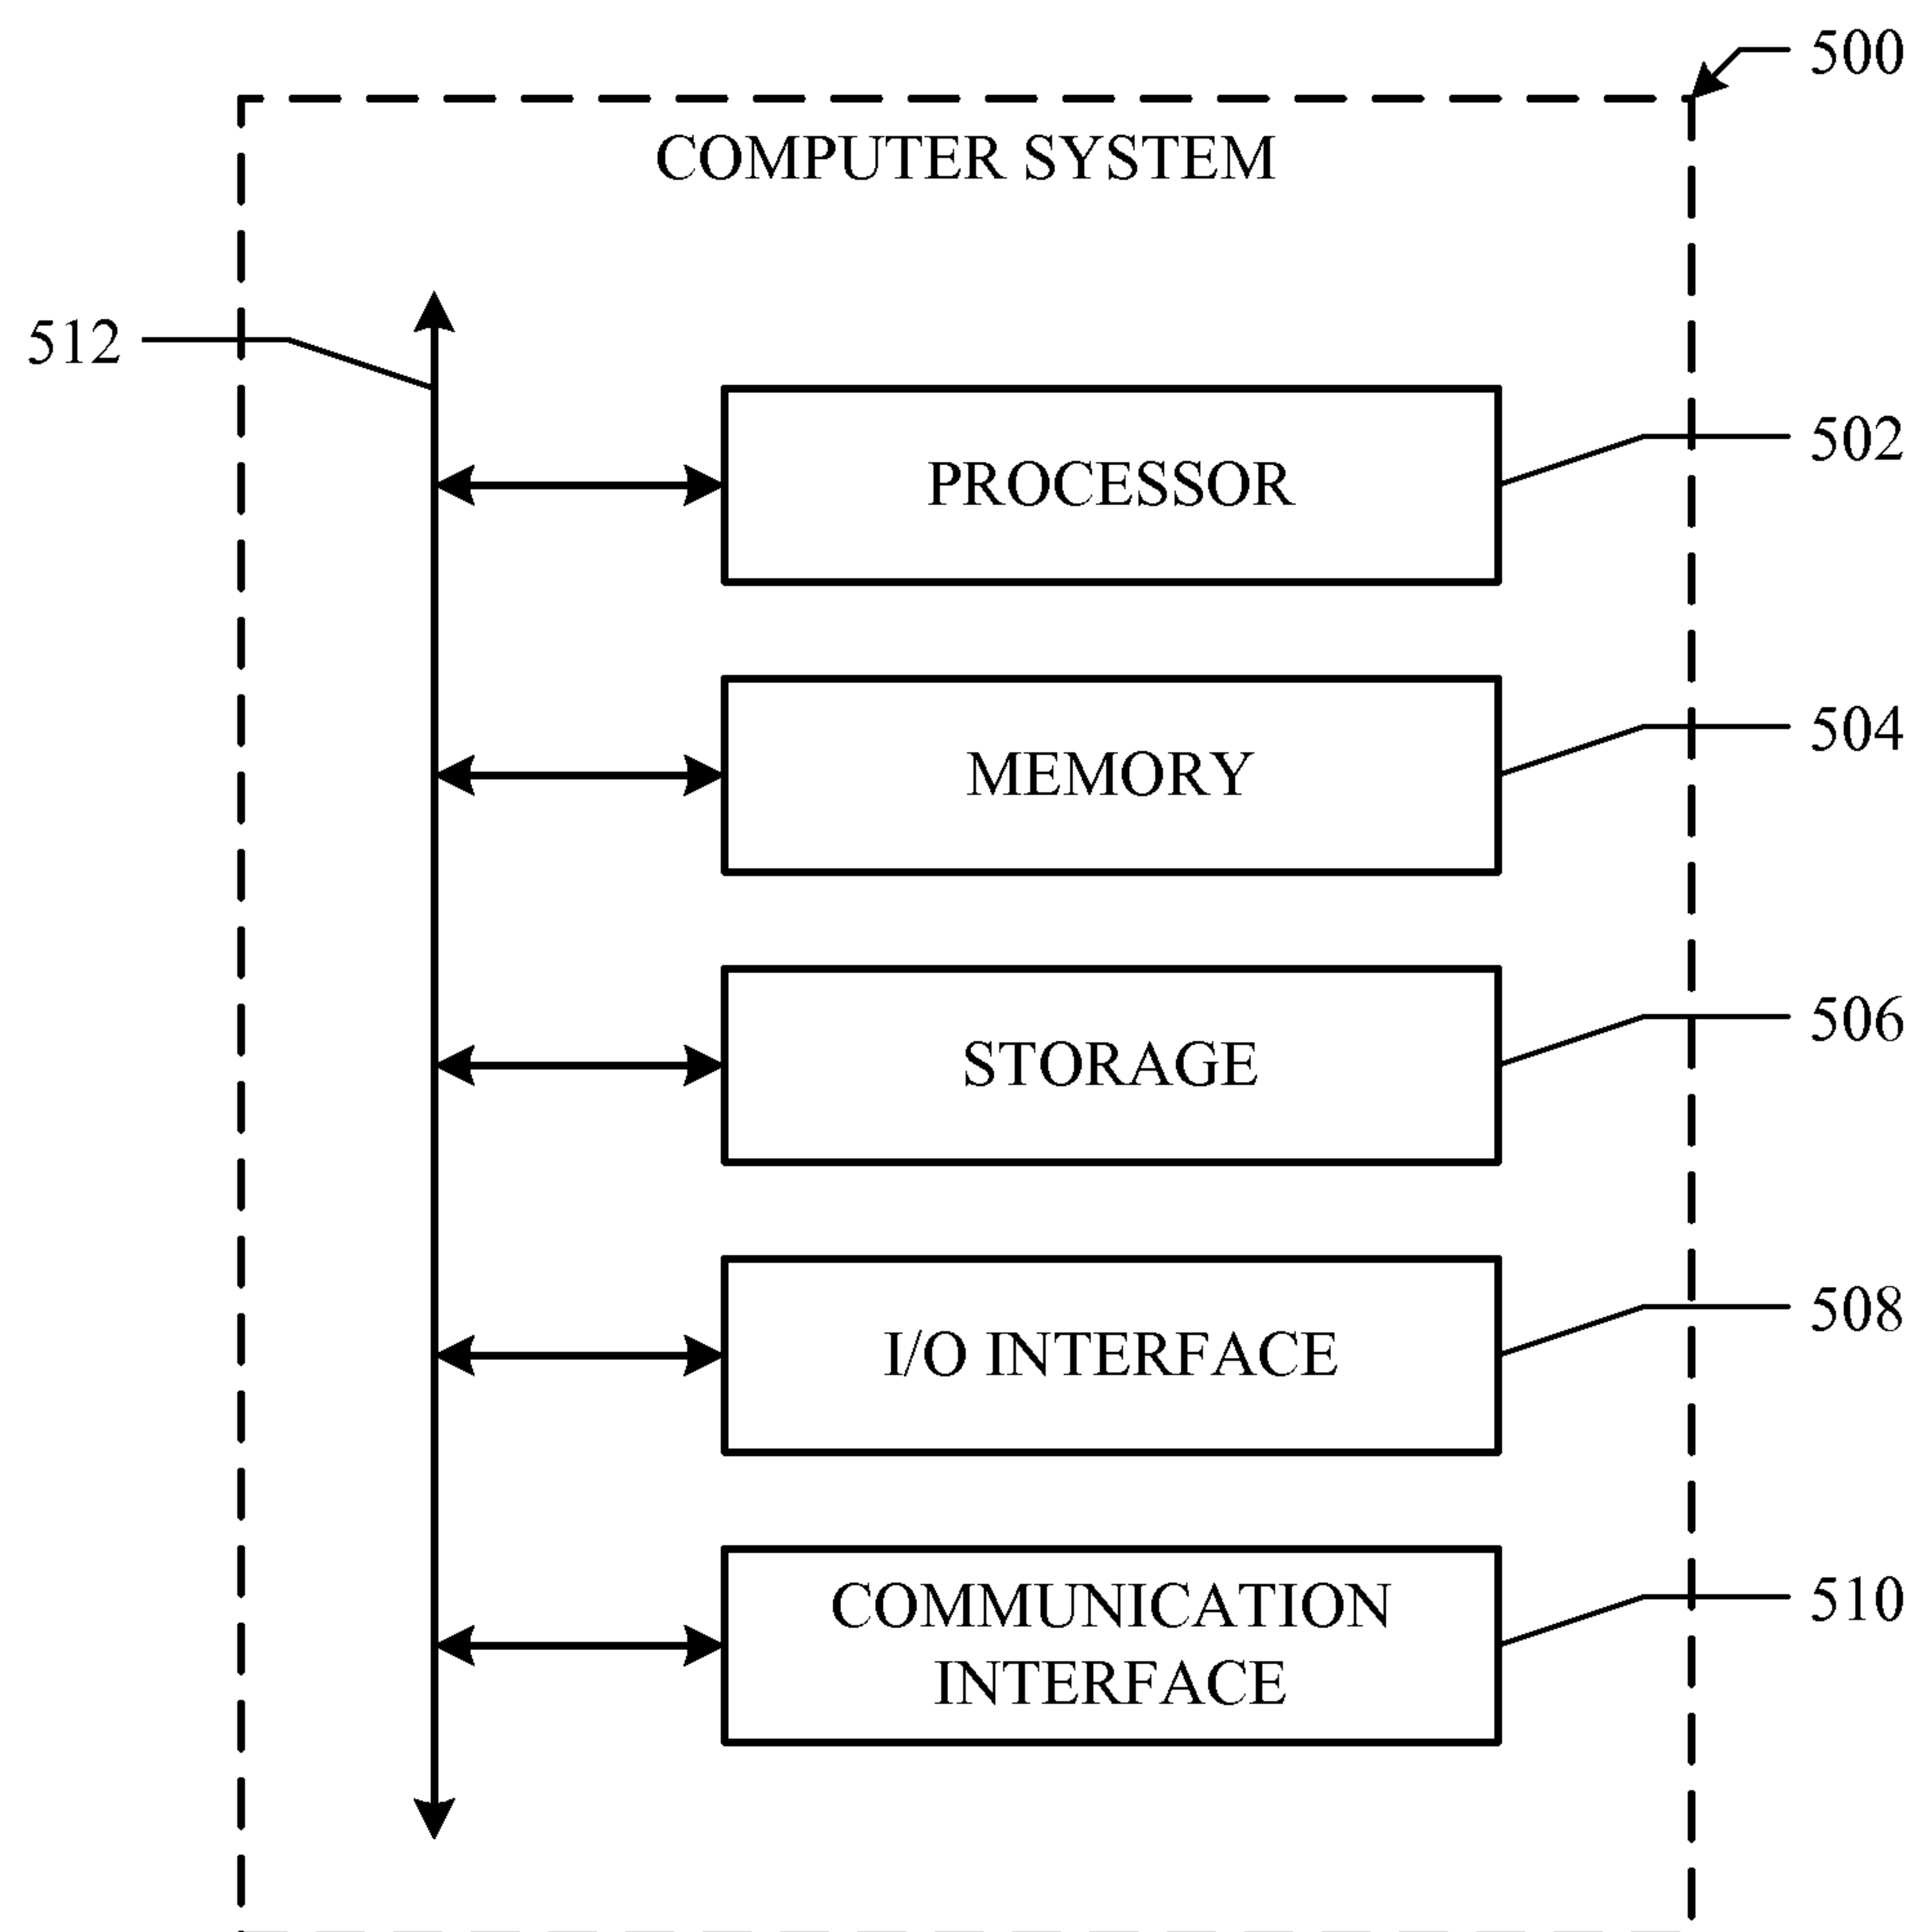 500
COMPUTER SYSTEM
512
PROCESSOR
502
MEMORY
504
STORAGE
506
I/O INTERFACE
508
COMMUNICATION
INTERFACE
510